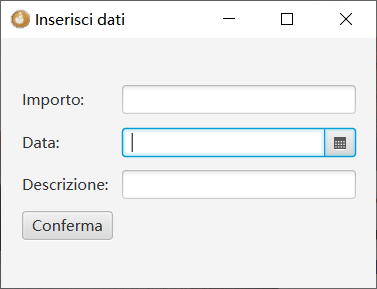 Inserisci dati
Importo:
Data:
Descrizione:
Conferma